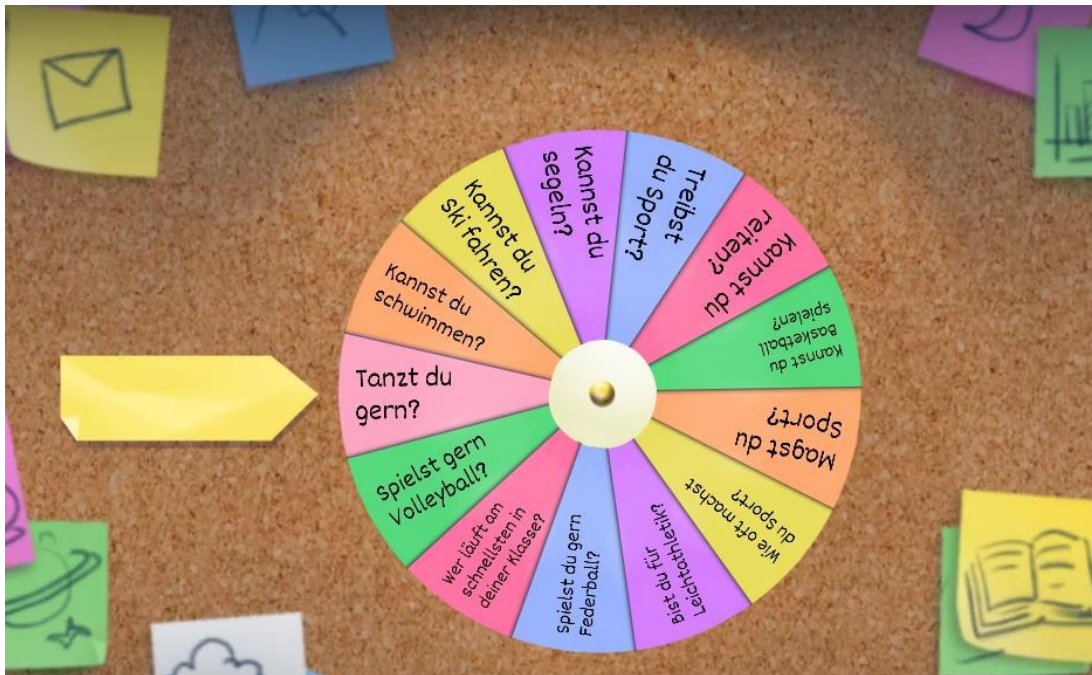 Tanzt du
gern?
Kannst du
schwimmen?
Kannst du
ski fahren?
Kannst du
segeln?
Treibst
du Sport?
Kannst du
reiten?
Kannst du
Basketball
spielen?
Magst du
Sport?
Wie oft machst
du sport?
Bist du für
Leichtathletik?
spielst du gern
Federball?
Wer läuft am
schnellsten in
deiner Klasse?
spielst gern
Volleyball?